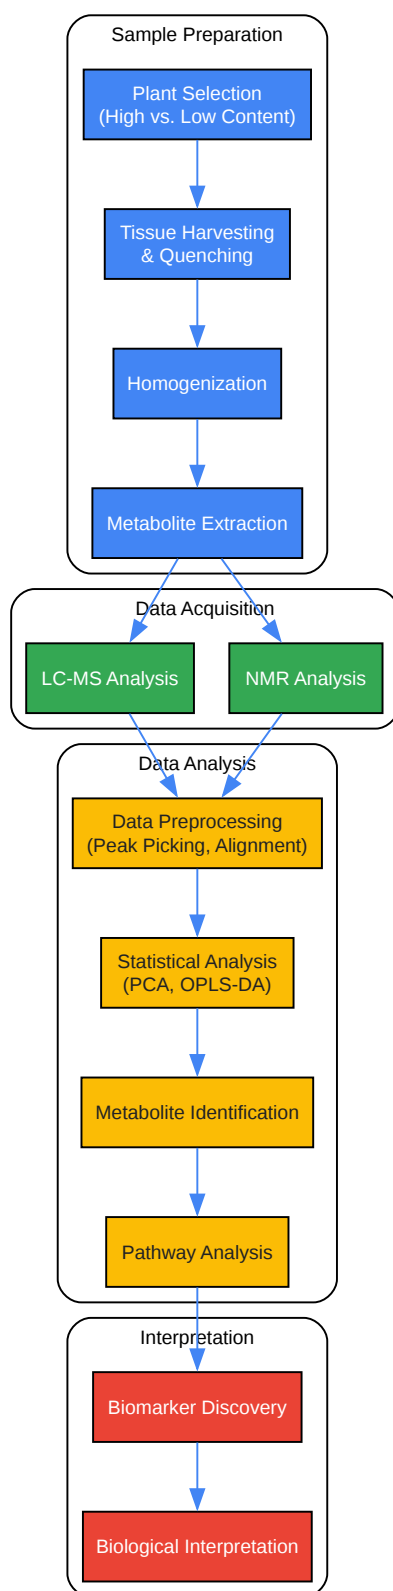 Sample Preparation
Plant Selection
(High vs. Low Content)
Tissue Harvesting
& Quenching
Homogenization
Metabolite Extraction
Data Acquisition
LC-MS Analysis
NMR Analysis
Data Analysis
Data Preprocessing
(Peak Picking, Alignment)
Statistical Analysis
(PCA, OPLS-DA)
Metabolite Identification
Pathway Analysis
Interpretation
Biomarker Discovery
Biological Interpretation